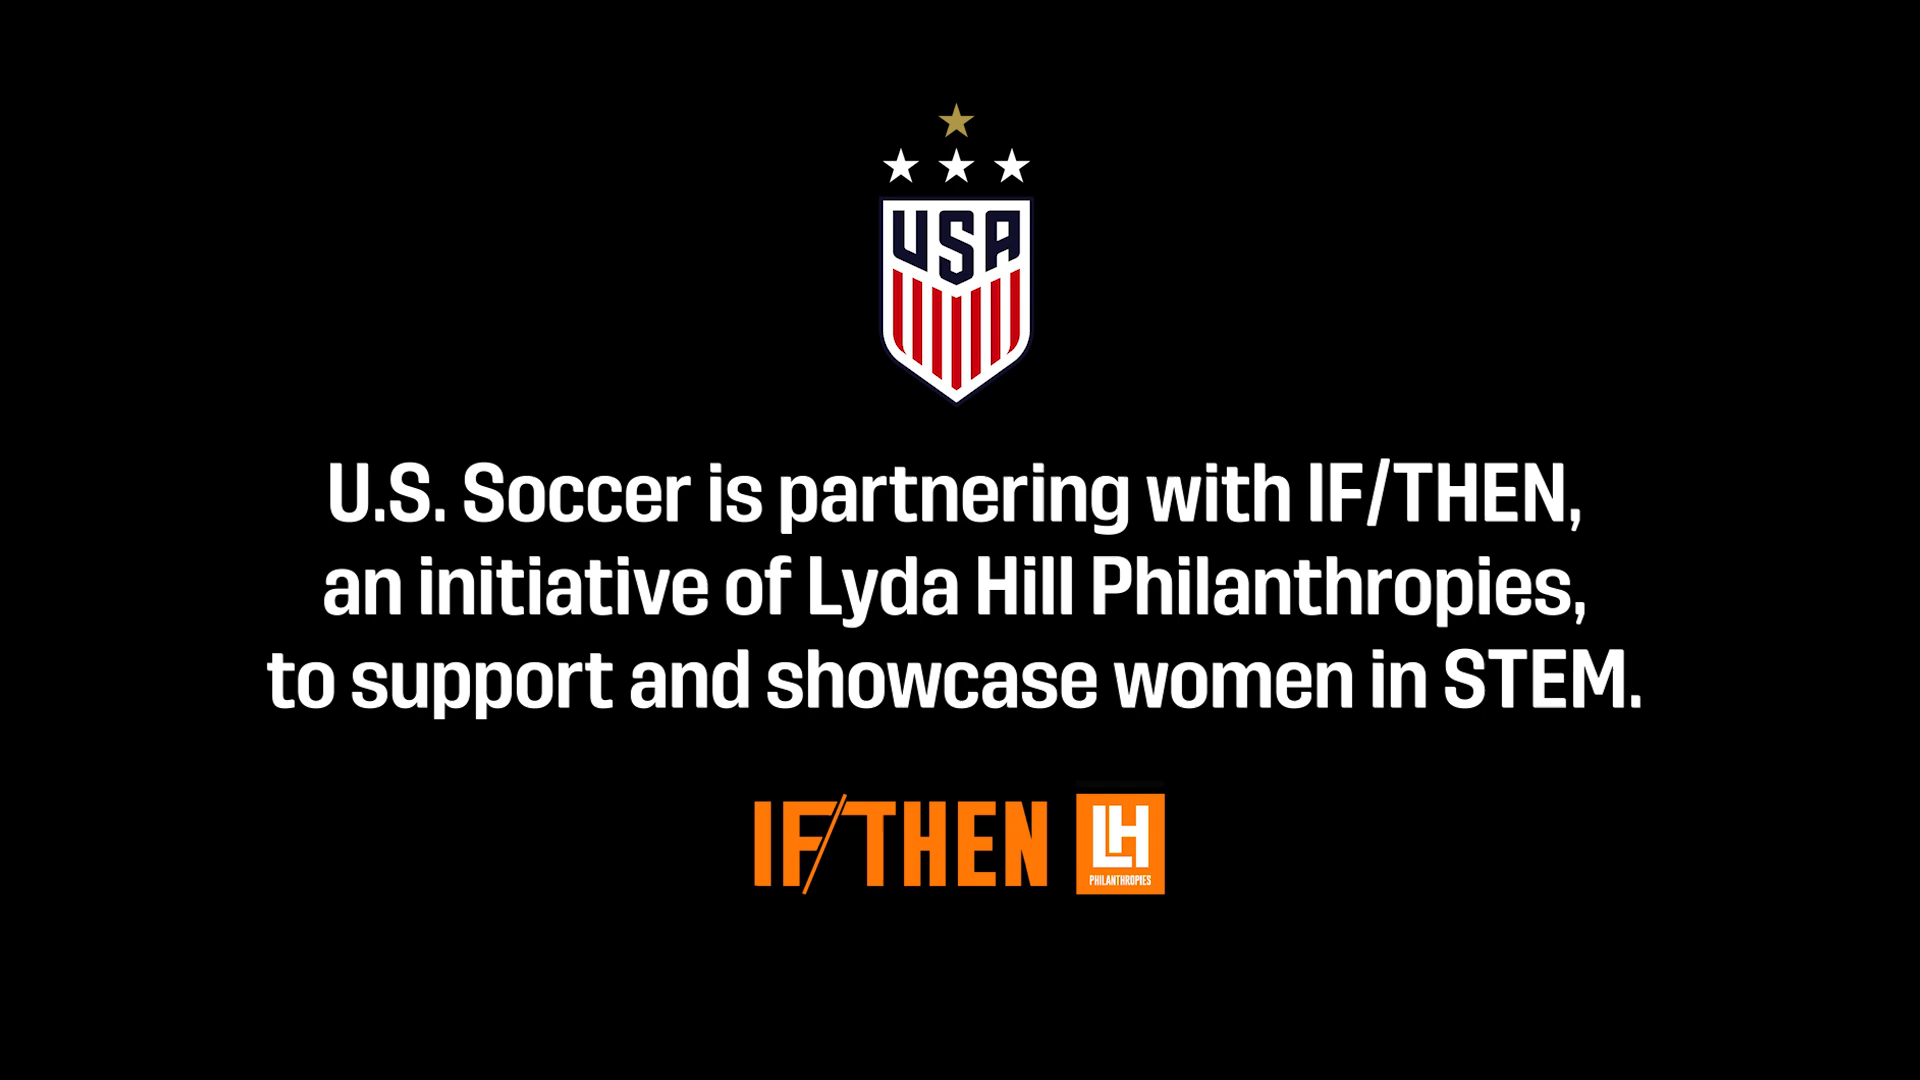 USA
U.S. Soccer is partnering with IF/THEN,
an initiative of Lyda Hill Philanthropies,
to support and showcase women in STEM.
IF/THEN
LH
PHILANTHROPIES